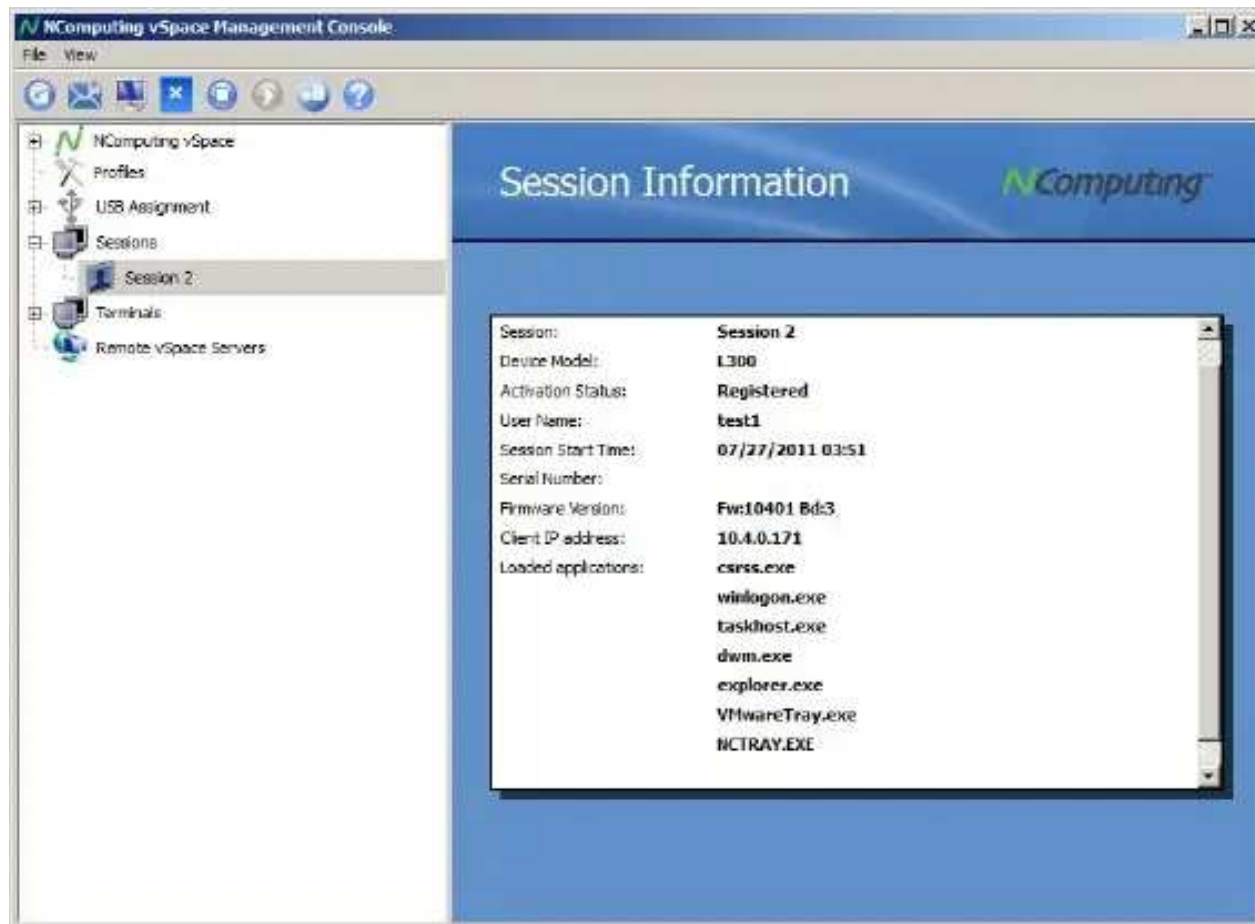 NComputing vSpace Management Console
File View
NComputing vSpace
Profiles
USB Assignment
Sessions
Session 2
Terminals
Remote vSpace Servers
Session Information
NComputing
Session: Session 2
Device Model: L300
Activation Status: Registered
User Name: test1
Session Start Time: 07/27/2011 03:51
Serial Number:
Firmware Version: Fw:10401 Bd:3
Client IP address: 10.4.0.171
Loaded applications: csrss.exe
winlogon.exe
taskhost.exe
dwm.exe
explorer.exe
VMwareTray.exe
NCTRAY.EXE